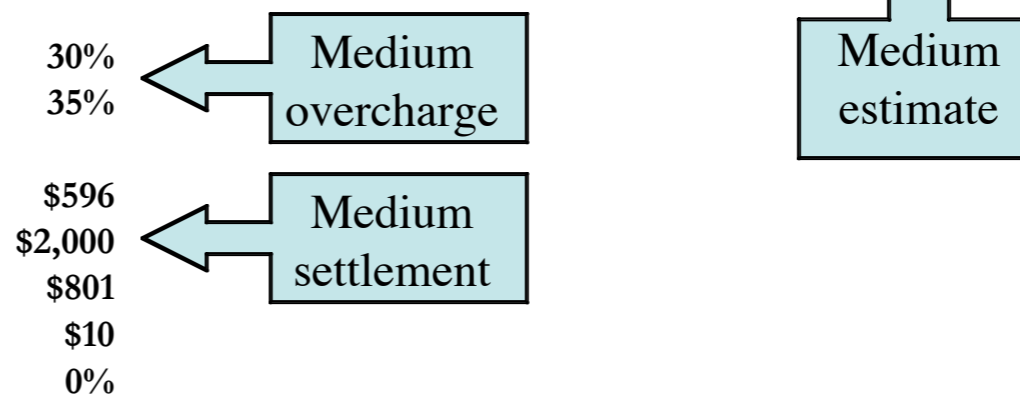 30%
35%
Medium
overcharge
Medium
estimate
$596
$2,000
$801
$10
0%
Medium
settlement